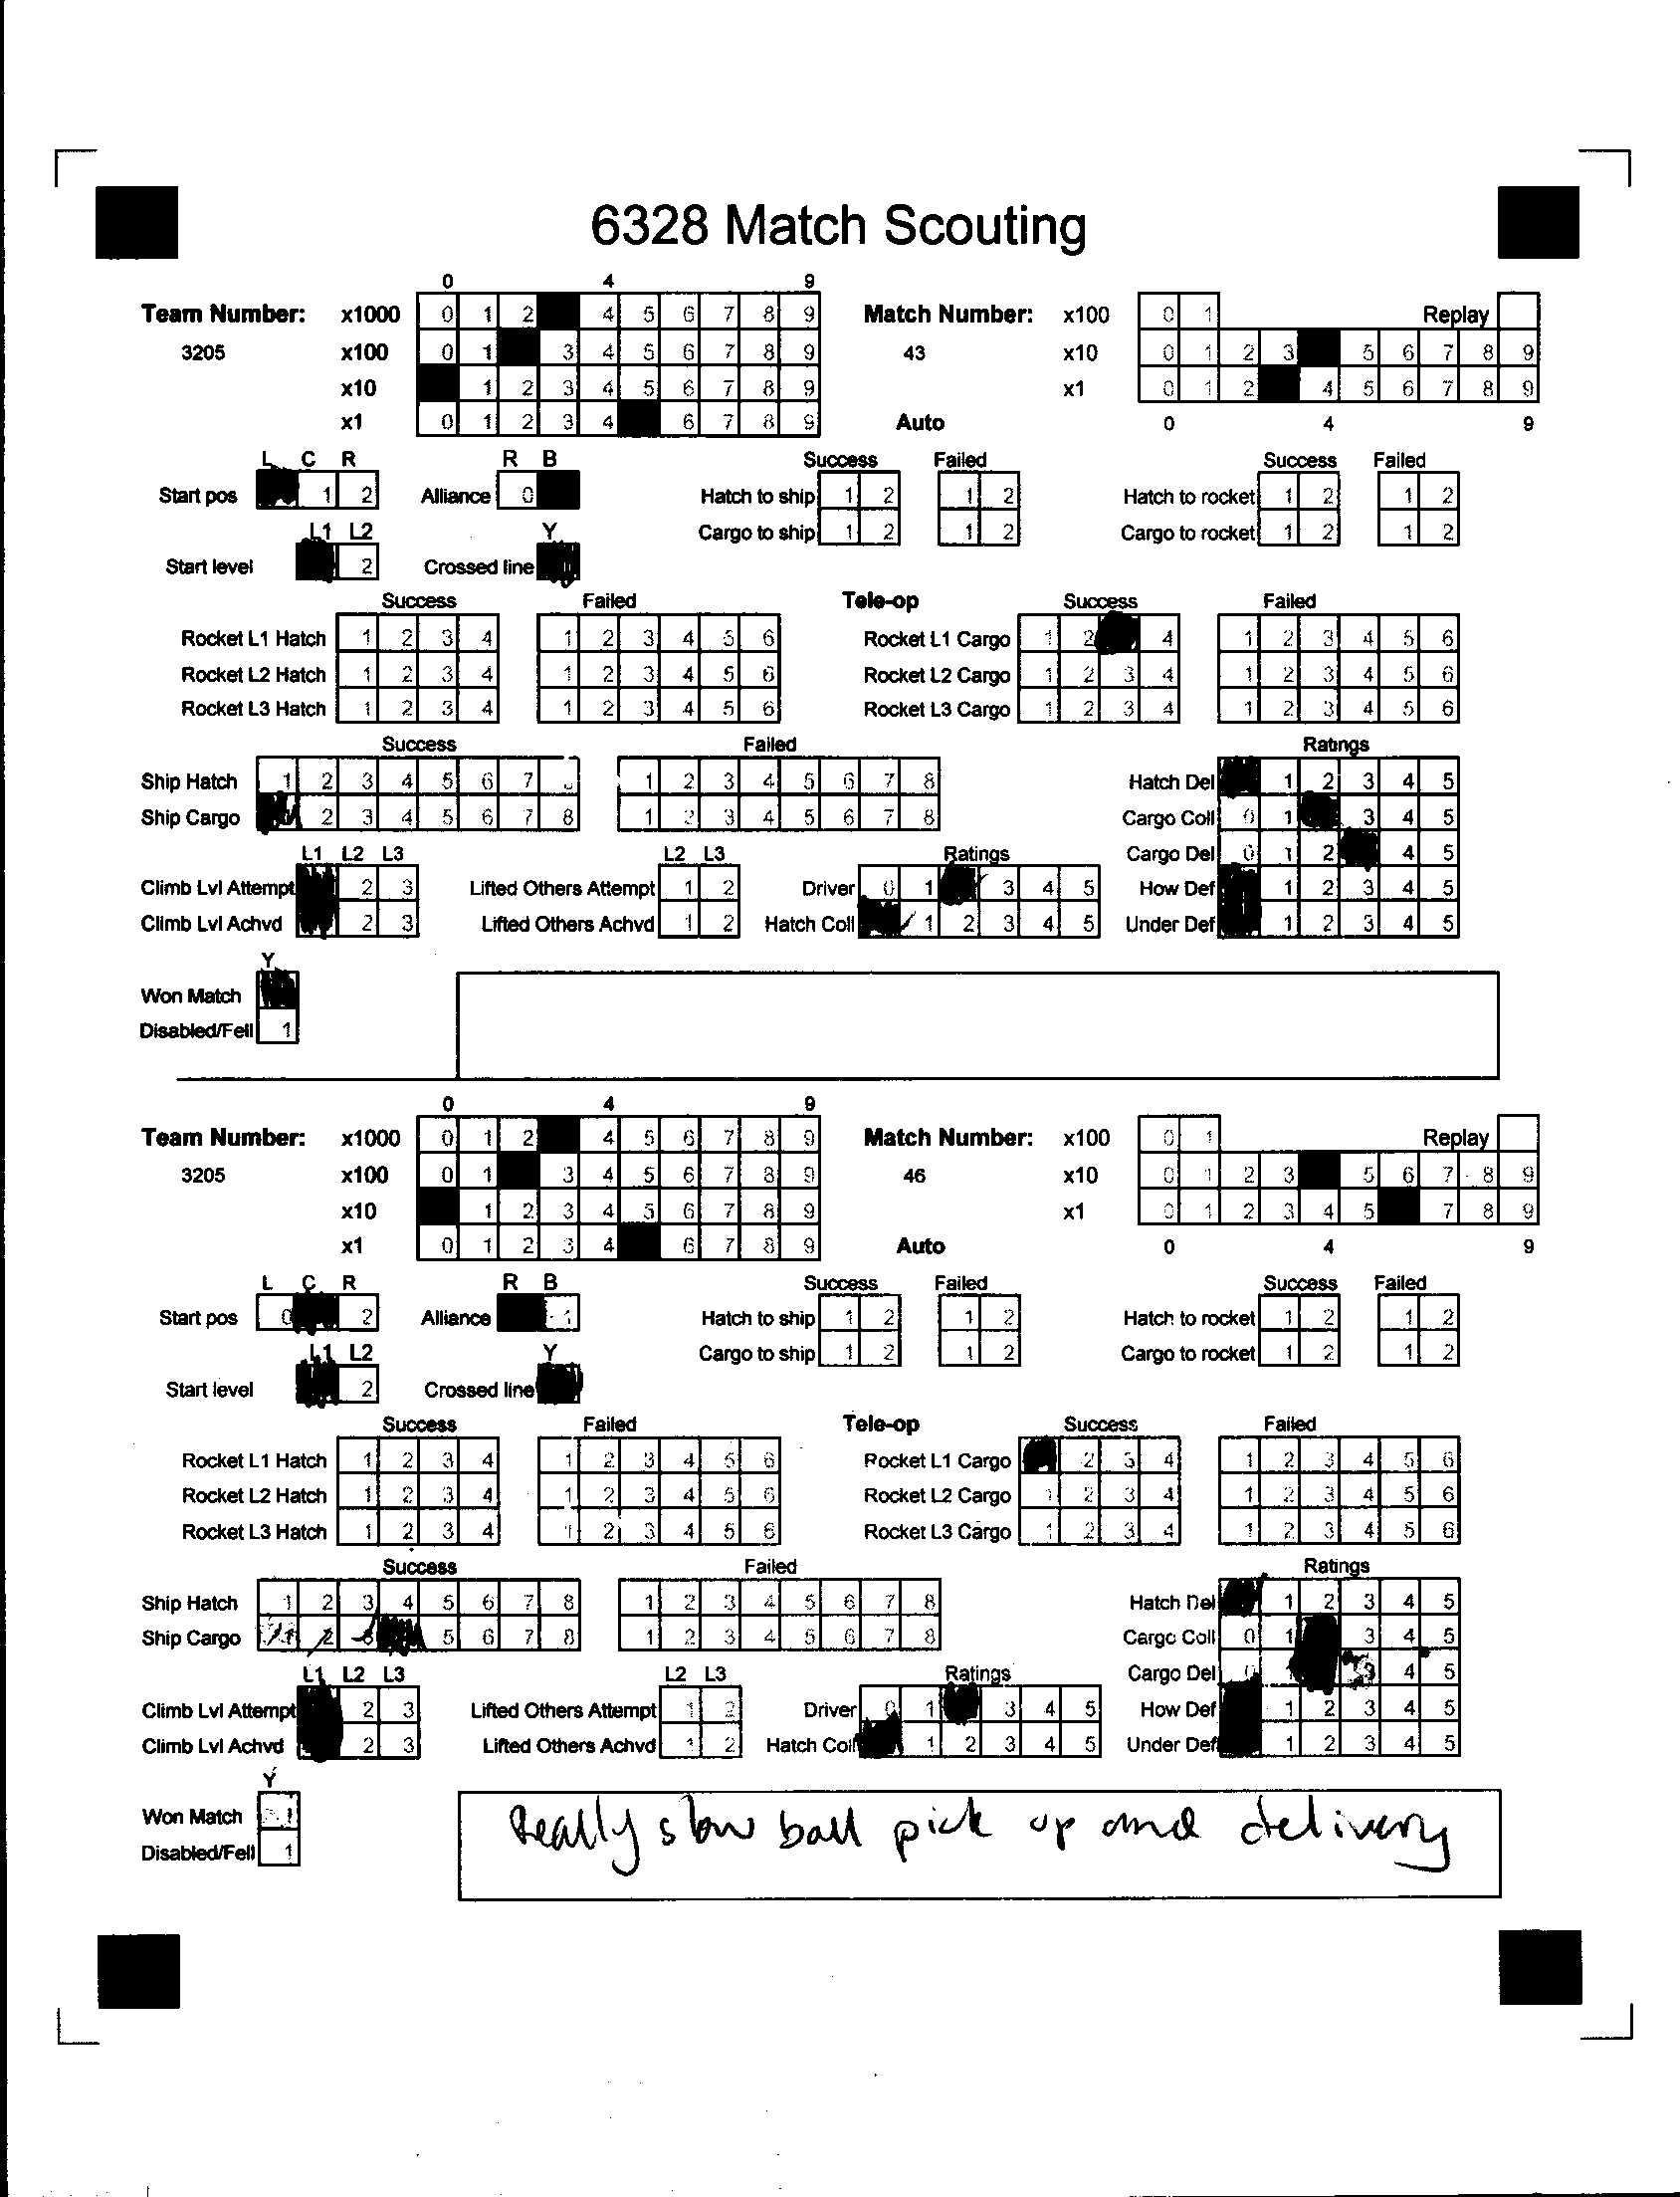 6328 Match Scouting
0 4 9
Team Number: x1000 0 1 2 4 5 6 7 8 9 Match Number: x100 0 1 Replay
3205 x100 0 1 3 4 5 6 7 8 9 43 x10 0 1 2 3 5 6 7 8 9
x10 1 2 3 4 5 6 7 8 9 x1 0 1 2 4 5 6 7 8 9
x1 0 1 2 3 4 6 7 8 9 Auto 0 4 9
L C R R B Success Failed Success Failed
Start pos 1 2 Alliance 0 Hatch to ship 1 2 1 2 Hatch to rocket 1 2 1 2
L1 L2 Y Cargo to ship 1 2 1 2 Cargo to rocket 1 2 1 2
Start level 2 Crossed line
Success Failed Tele-op Success Failed
Rocket L1 Hatch 1 2 3 4 1 2 3 4 5 6 Rocket L1 Cargo 1 2 4 1 2 3 4 5 6
Rocket L2 Hatch 1 2 3 4 1 2 3 4 5 6 Rocket L2 Cargo 1 2 3 4 1 2 3 4 5 6
Rocket L3 Hatch 1 2 3 4 1 2 3 4 5 6 Rocket L3 Cargo 1 2 3 4 1 2 3 4 5 6
Success Failed Ratings
Ship Hatch 1 2 3 4 5 6 7 1 2 3 4 5 6 7 8 Hatch Del 1 2 3 4 5
Ship Cargo 2 3 4 5 6 7 8 1 2 3 4 5 6 7 8 Cargo Coll 0 1 3 4 5
L1 L2 L3 L2 L3 Ratings Cargo Del 0 1 2 4 5
Climb Lvl Attempt 2 3 Lifted Others Attempt 1 2 Driver 0 1 3 4 5 How Def 1 2 3 4 5
Climb Lvl Achvd 2 3 Lifted Others Achvd 1 2 Hatch Coll 1 2 3 4 5 Under Def 1 2 3 4 5
Y
Won Match
Disabled/Fell 1
0 4 9
Team Number: x1000 0 1 2 4 5 6 7 8 9 Match Number: x100 0 1 Replay
3205 x100 0 1 3 4 5 6 7 8 9 46 x10 0 1 2 3 5 6 7 8 9
x10 1 2 3 4 5 6 7 8 9 x1 0 1 2 3 4 5 7 8 9
x1 0 1 2 3 4 6 7 8 9 Auto 0 4 9
L C R R B Success Failed Success Failed
Start pos 0 2 Alliance 1 Hatch to ship 1 2 1 2 Hatch to rocket 1 2 1 2
L1 L2 Y Cargo to ship 1 2 1 2 Cargo to rocket 1 2 1 2
Start level 2 Crossed line
Success Failed Tele-op Success Failed
Rocket L1 Hatch 1 2 3 4 1 2 3 4 5 6 Rocket L1 Cargo 2 3 4 1 2 3 4 5 6
Rocket L2 Hatch 1 2 3 4 1 2 3 4 5 6 Rocket L2 Cargo 1 2 3 4 1 2 3 4 5 6
Rocket L3 Hatch 1 2 3 4 1 2 3 4 5 6 Rocket L3 Cargo 1 2 3 4 1 2 3 4 5 6
Success Failed Ratings
Ship Hatch 1 2 3 4 5 6 7 8 1 2 3 4 5 6 7 8 Hatch Del 1 2 3 4 5
Ship Cargo 1 2 3 5 6 7 8 1 2 3 4 5 6 7 8 Cargo Coll 0 1 3 4 5
L1 L2 L3 L2 L3 Ratings Cargo Del 0 1 3 4 5
Climb Lvl Attempt 2 3 Lifted Others Attempt 1 2 Driver 0 1 3 4 5 How Def 1 2 3 4 5
Climb Lvl Achvd 2 3 Lifted Others Achvd 1 2 Hatch Coll 1 2 3 4 5 Under Def 1 2 3 4 5
Y
Won Match 1
Disabled/Fell 1
Really slow ball pick up and delivery